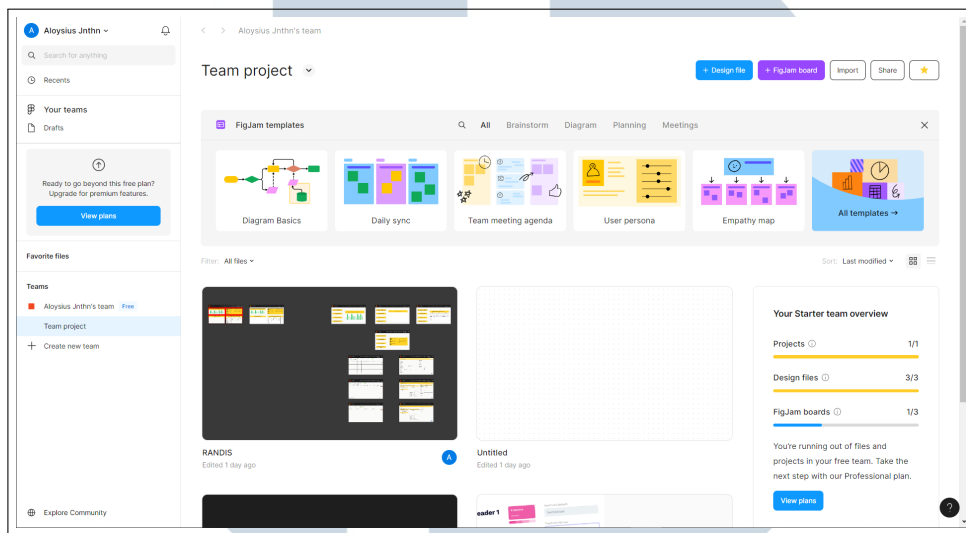 A Aloysius Jnthn
Search for anything
Recents
Your teams
Drafts
Ready to go beyond this free plan?
Upgrade for premium features.
View plans
Favorite files
Teams
Aloysius Jnthn's team Free
Team project
+ Create new team
Explore Community
< > Aloysius Jnthn's team
Team project
+ Design file
+ FigJam board
Import
Share
FigJam templates
All Brainstorm Diagram Planning Meetings
Diagram Basics
Daily sync
Team meeting agenda
User persona
Empathy map
All templates →
Filter: All files
Sort: Last modified
RANDIS
Edited 1 day ago
A
Untitled
Edited 1 day ago
eader 1
Your Starter team overview
Projects 1/1
Design files 3/3
FigJam boards 1/3
You're running out of files and
projects in your free team. Take the
next step with our Professional plan.
View plans
?